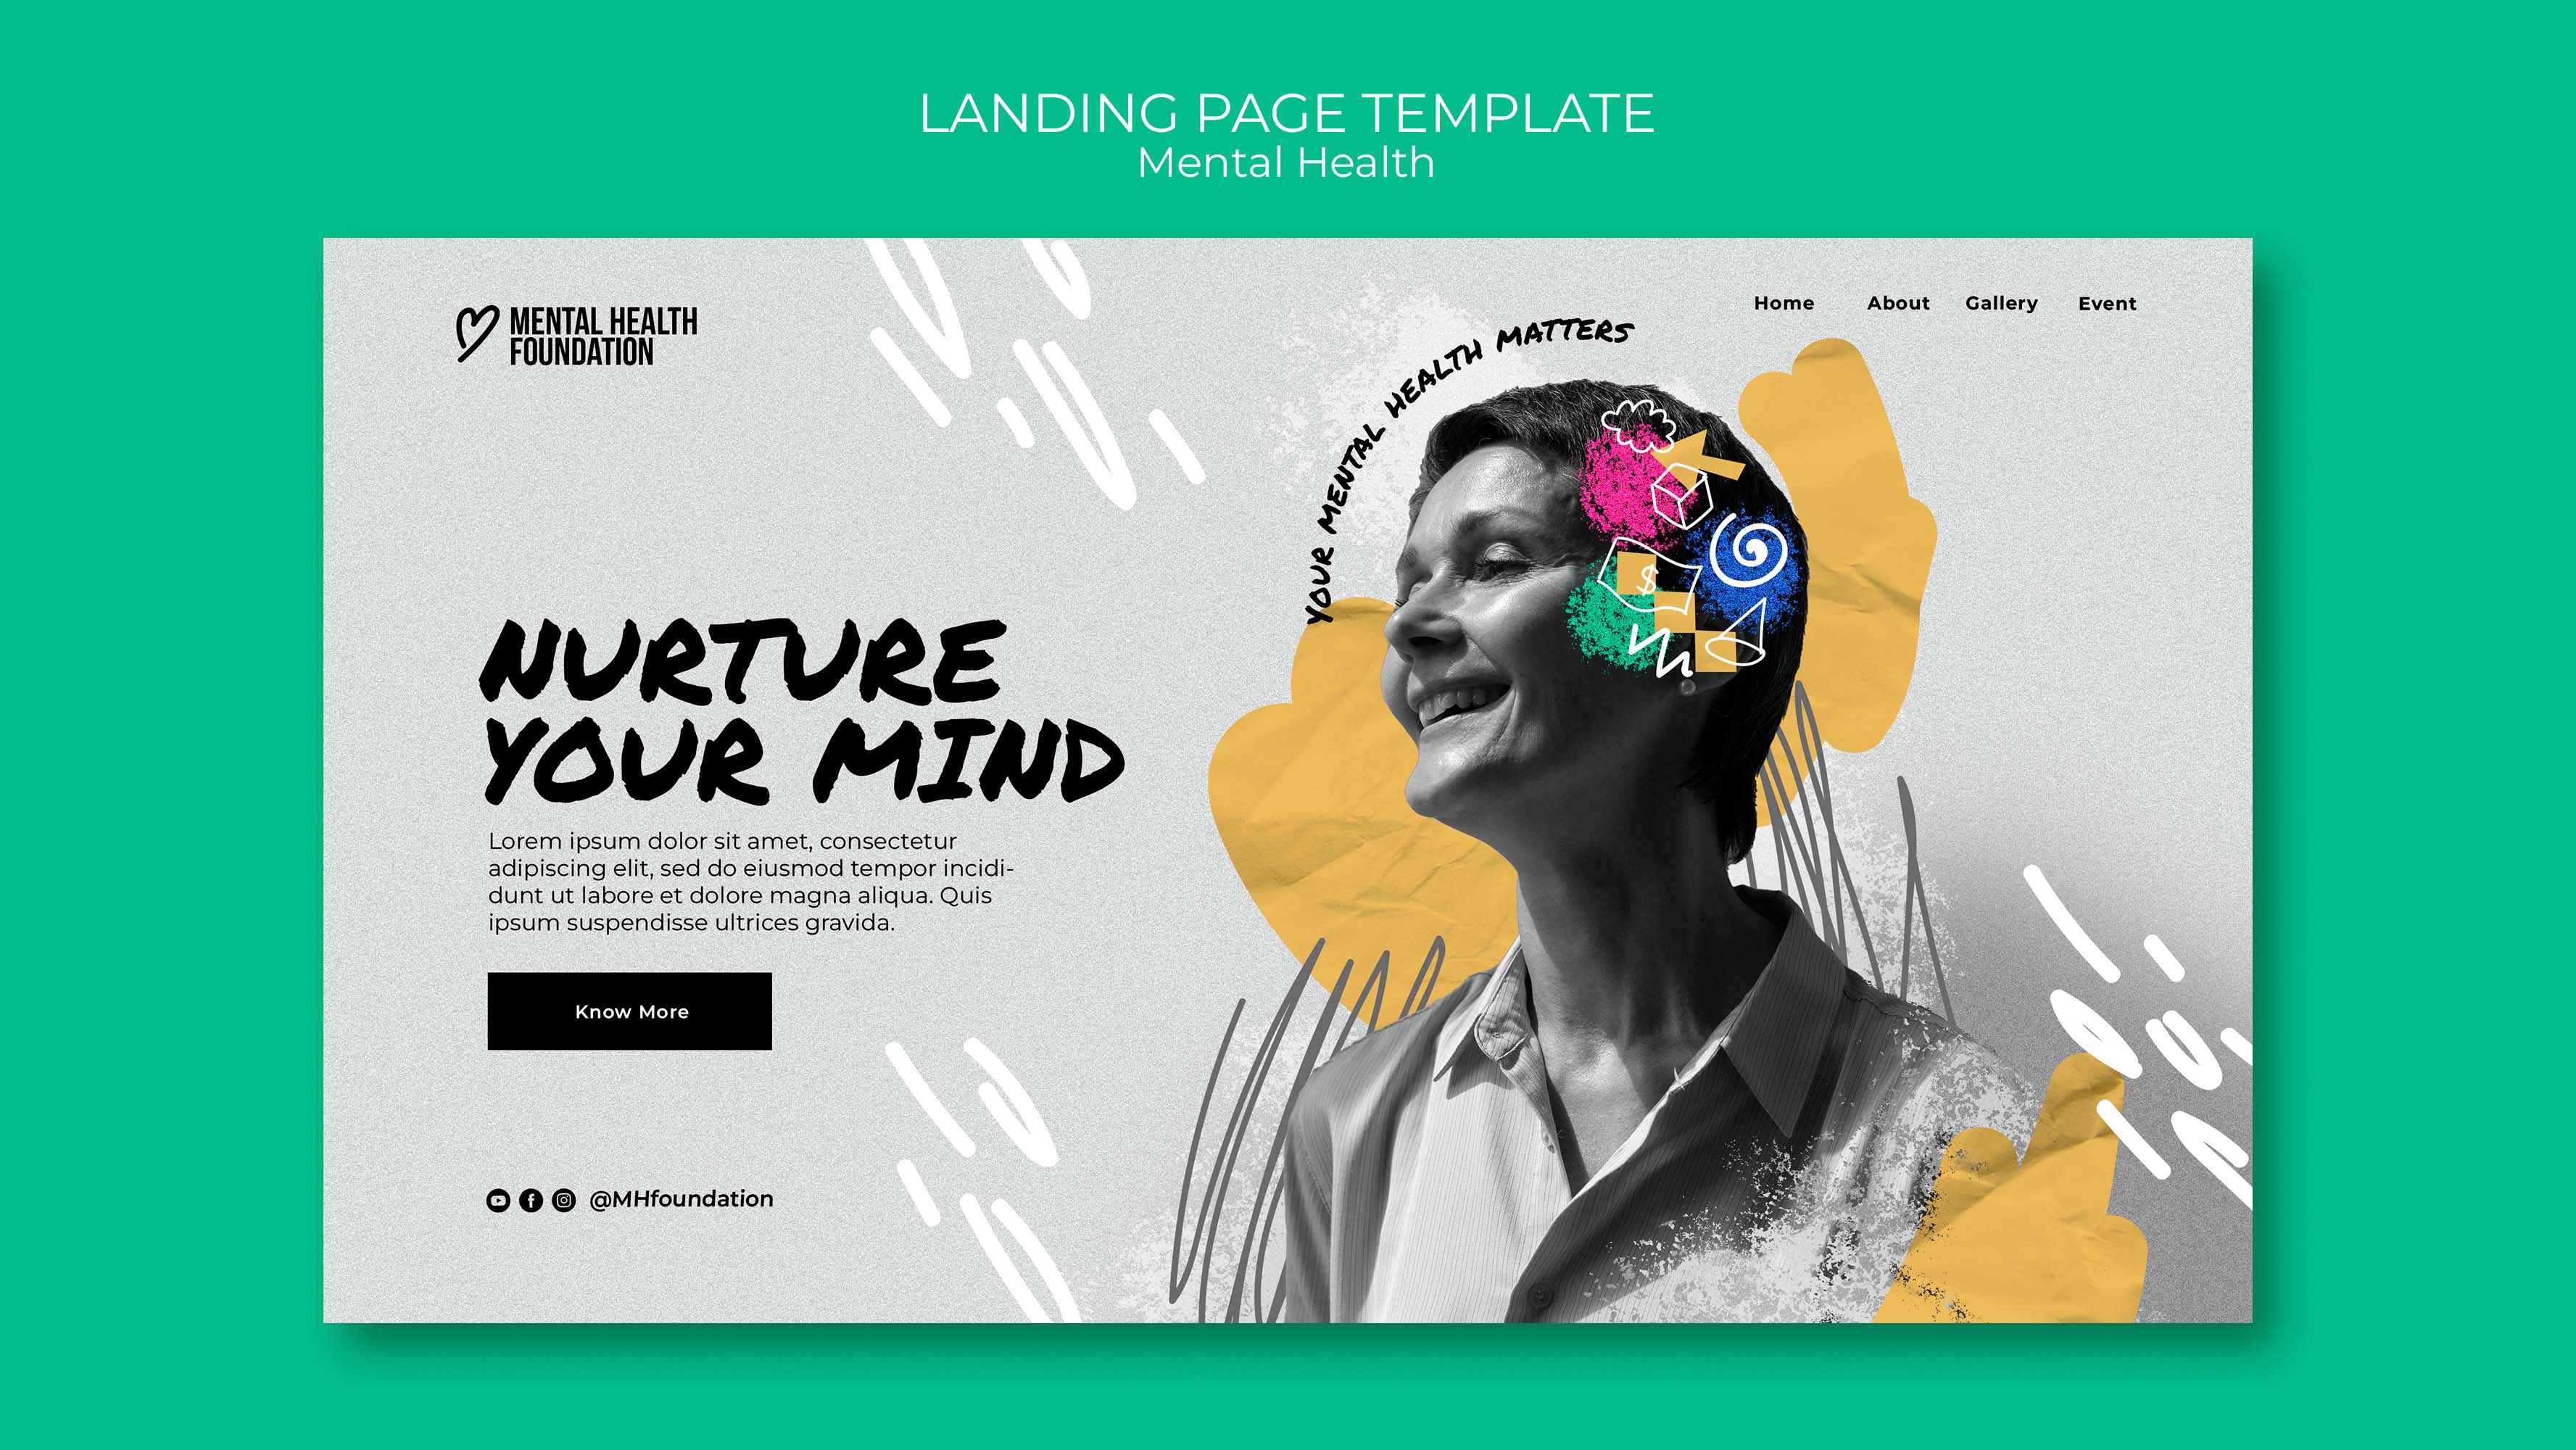 LANDING PAGE TEMPLATE
Mental Health
MENTAL HEALTH
FOUNDATION
Home About Gallery Event
YOUR MENTAL HEALTH MATTERS
$
NURTURE
YOUR MIND
Lorem ipsum dolor sit amet, consectetur
adipiscing elit, sed do eiusmod tempor incidi-
dunt ut labore et dolore magna aliqua. Quis
ipsum suspendisse ultrices gravida.
Know More
@MHfoundation